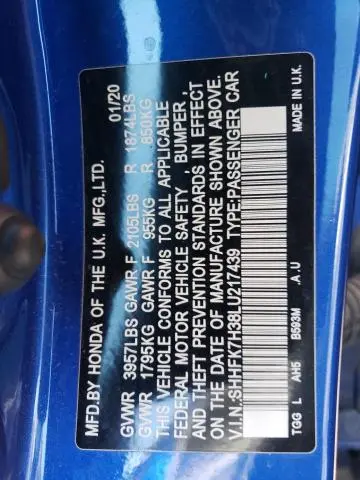 MFD.BY HONDA OF THE U.K. MFG.,LTD. 01/20
GVWR 3957LBS GAWR F 2105LBS R 1874LBS
GVWR 1795KG GAWR F 955KG R 850KG
THIS VEHICLE CONFORMS TO ALL APPLICABLE
FEDERAL MOTOR VEHICLE SAFETY , BUMPER ,
AND THEFT PREVENTION STANDARDS IN EFFECT
ON THE DATE OF MANUFACTURE SHOWN ABOVE.
V.I.N.:SHHFK7H38LU217439 TYPE:PASSENGER CAR
TGG L AH5 B593M .A .U MADE IN U.K.